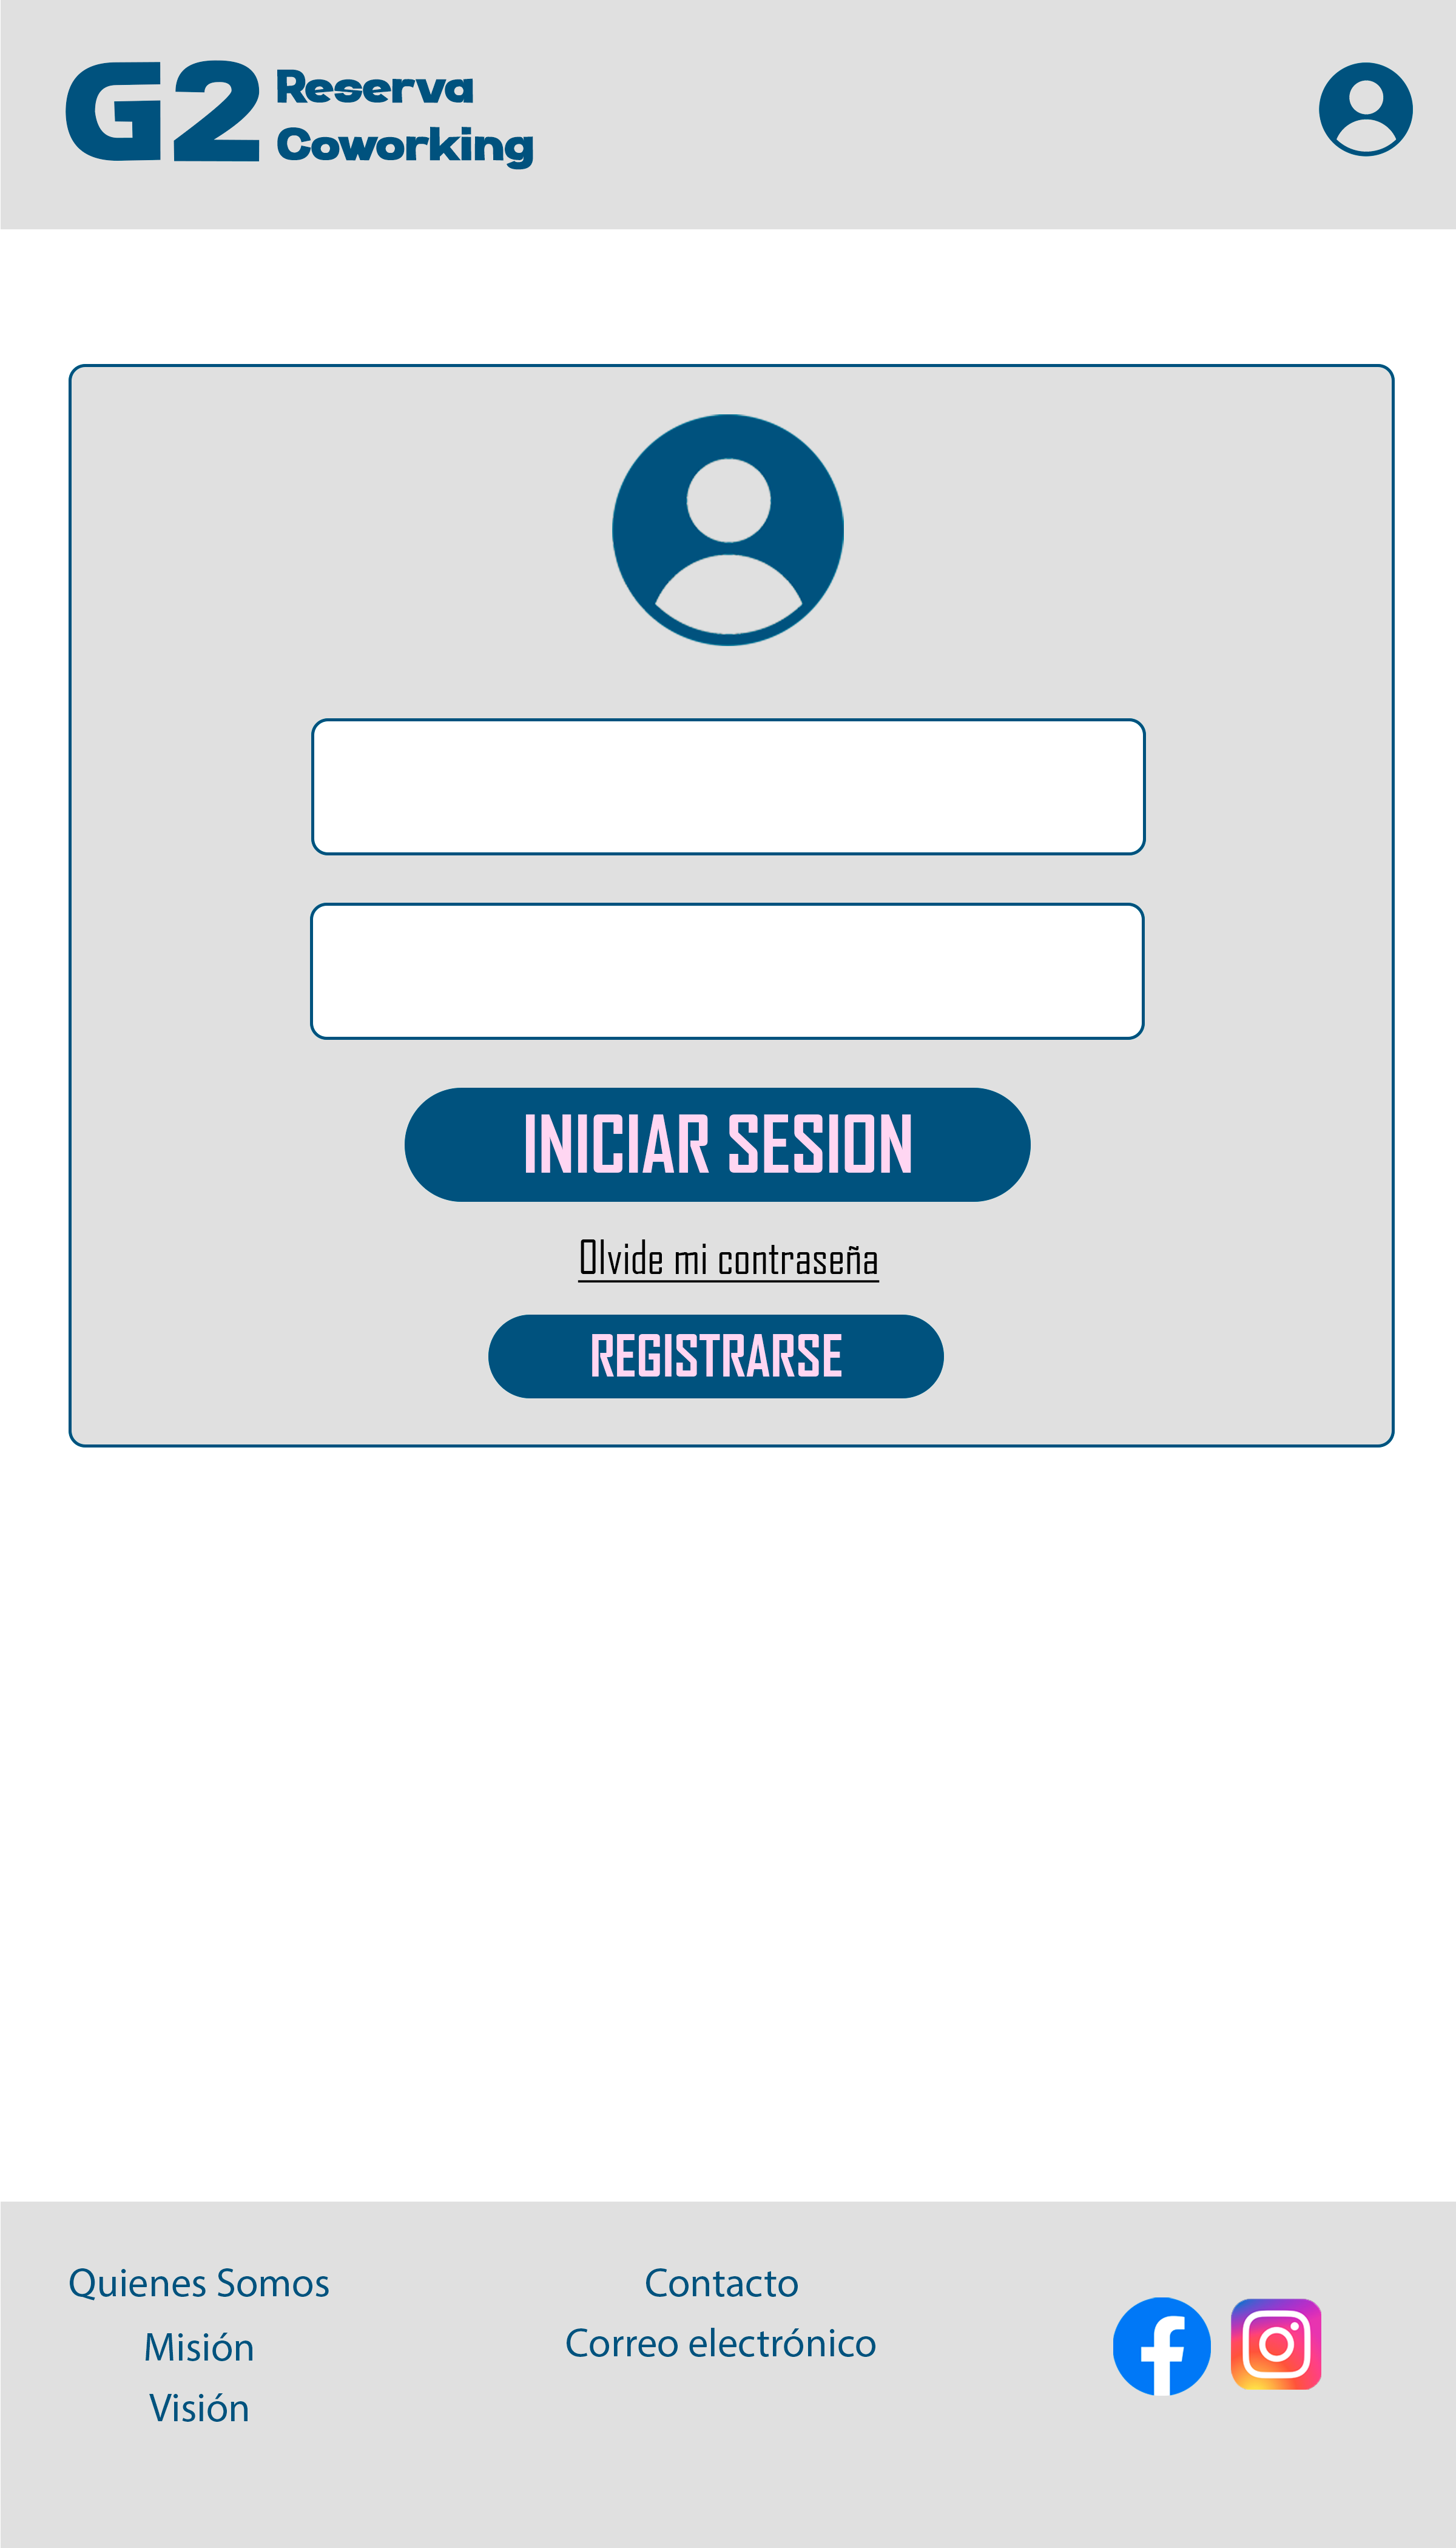 G2 Reserva
Coworking
INICIAR SESION
Olvide mi contraseña
REGISTRARSE
Quienes Somos
Misión
Visión
Contacto
Correo electrónico